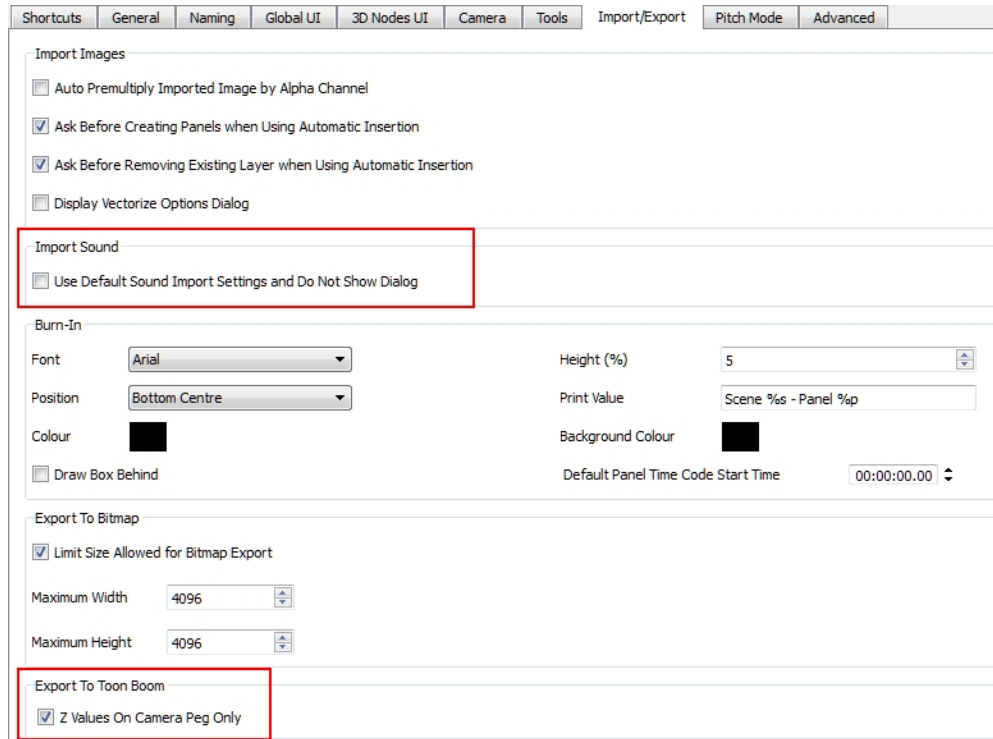 Shortcuts General Naming Global UI 3D Nodes UI Camera Tools Import/Export Pitch Mode Advanced
Import Images
Auto Premultiply Imported Image by Alpha Channel
Ask Before Creating Panels when Using Automatic Insertion
Ask Before Removing Existing Layer when Using Automatic Insertion
Display Vectorize Options Dialog
Import Sound
Use Default Sound Import Settings and Do Not Show Dialog
Burn-In
Font Arial Height (%) 5
Position Bottom Centre Print Value Scene %s - Panel %p
Colour Background Colour
Draw Box Behind Default Panel Time Code Start Time 00:00:00.00
Export To Bitmap
Limit Size Allowed for Bitmap Export
Maximum Width 4096
Maximum Height 4096
Export To Toon Boom
Z Values On Camera Peg Only